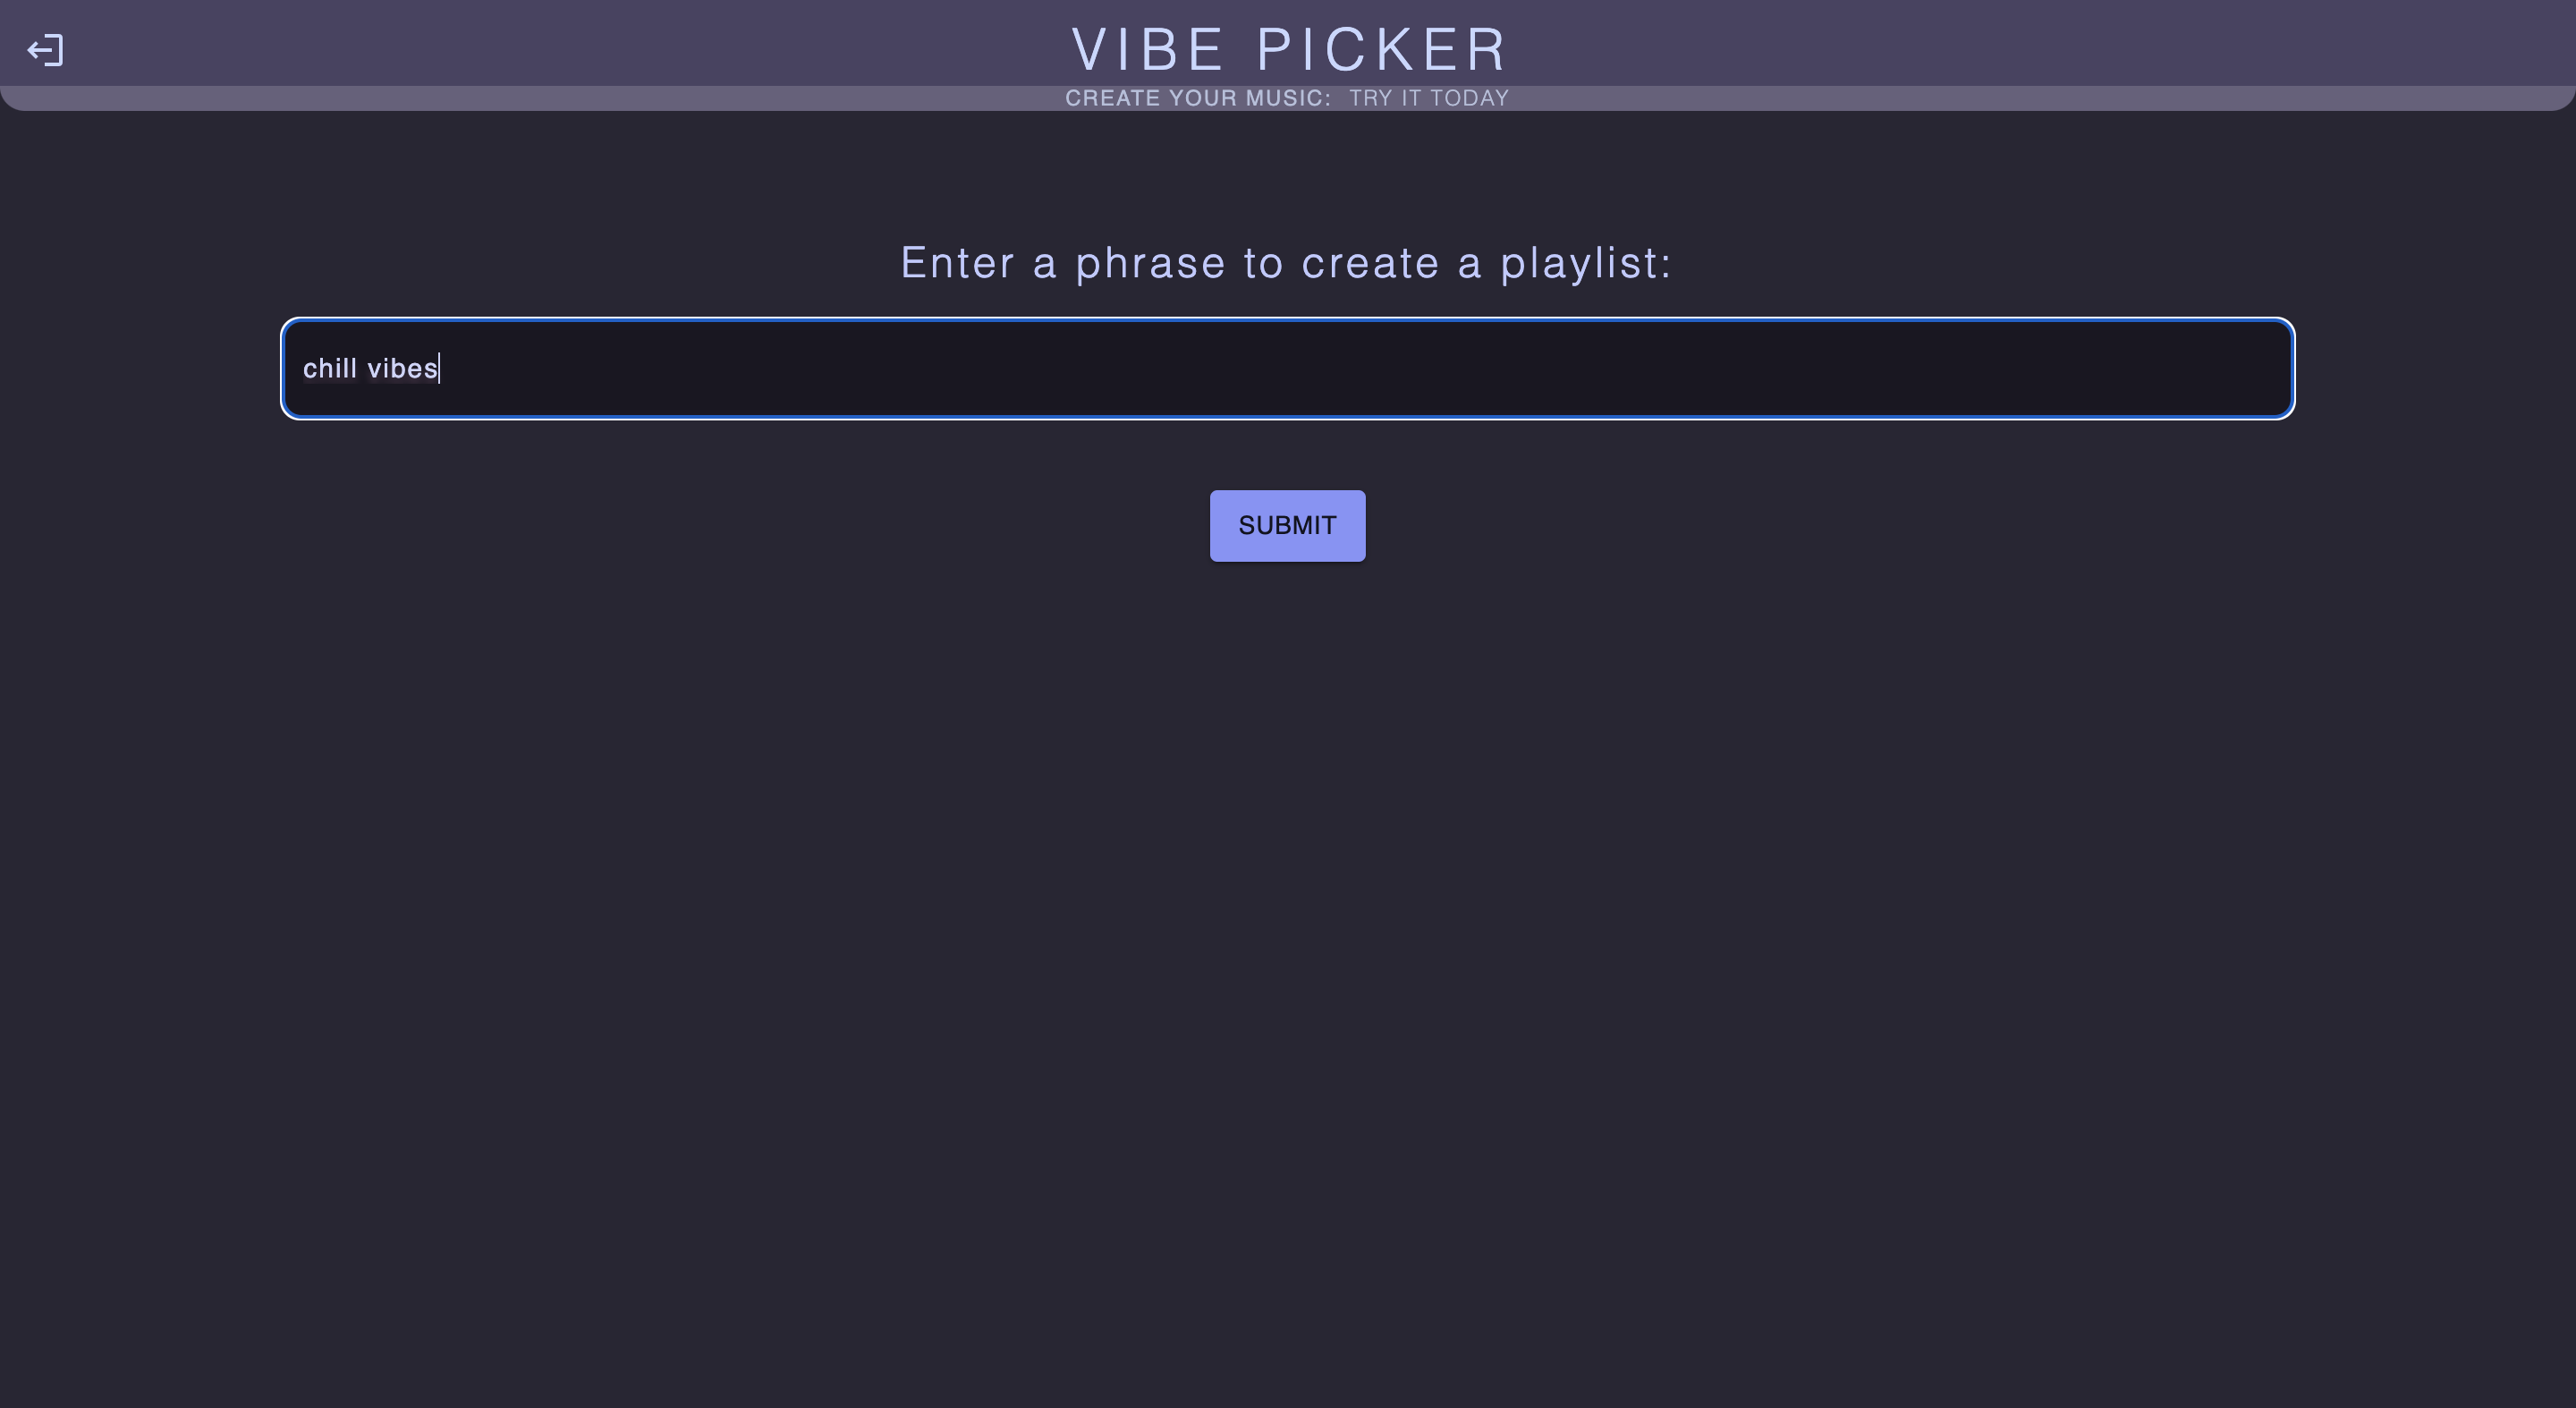 VIBE PICKER
CREATE YOUR MUSIC: TRY IT TODAY
Enter a phrase to create a playlist:
chill vibes
SUBMIT